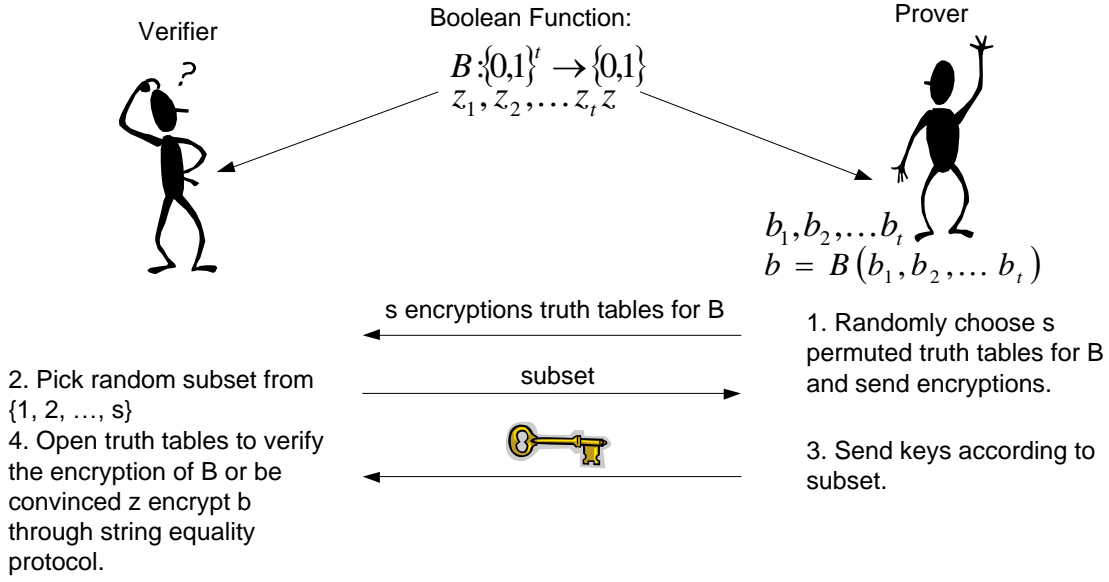 Boolean Function:
Verifier
Prover
?
B:{0,1}^t → {0,1}
z_1, z_2, … z_t z
b_1, b_2, … b_t
b = B(b_1, b_2, … b_t)
s encryptions truth tables for B
1. Randomly choose s
permuted truth tables for B
and send encryptions.
subset
2. Pick random subset from
{1, 2, …, s}
4. Open truth tables to verify
the encryption of B or be
convinced z encrypt b
through string equality
protocol.
3. Send keys according to
subset.